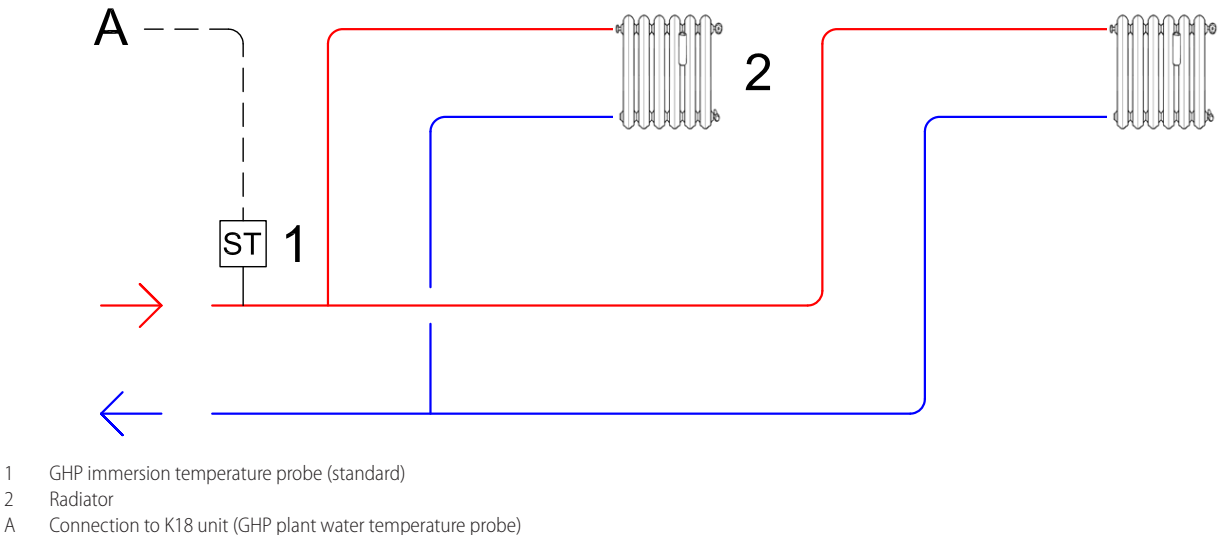 A
2
ST 1
1 GHP immersion temperature probe (standard)
2 Radiator
A Connection to K18 unit (GHP plant water temperature probe)